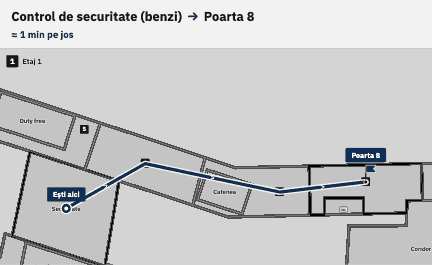 Control de securitate (benzi) → Poarta 8
≈ 1 min pe jos
1 Etaj 1
Duty free
Poarta 8
Cafenea
Ești aici
Coridor